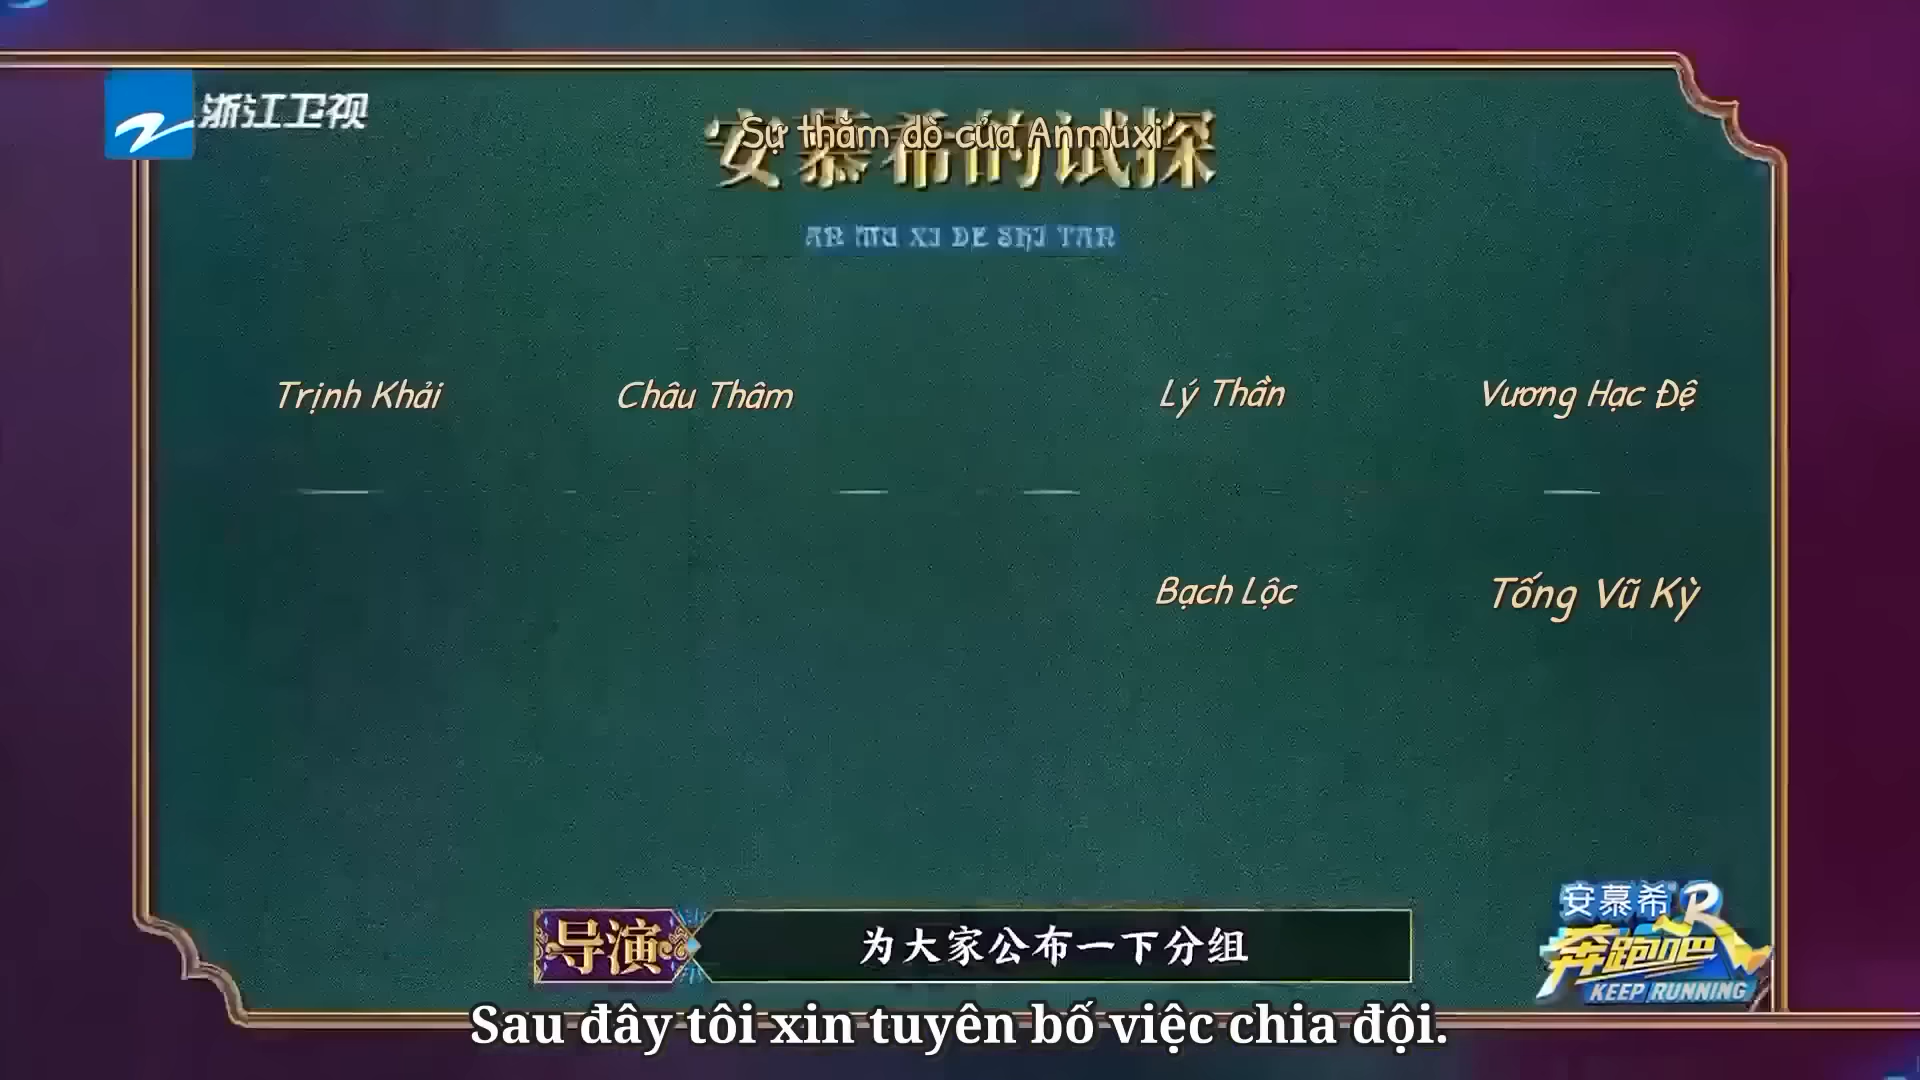 浙江卫视
安慕希的试探
Sự thăm dò của Anmuxi
AN MU XI DE SHI TAN
Trịnh Khải
Châu Thâm
Lý Thần
Vương Hạc Đệ
Bạch Lộc
Tống Vũ Kỳ
安慕希
奔跑吧
KEEP RUNNING
导演
为大家公布一下分组
Sau đây tôi xin tuyên bố việc chia đội.